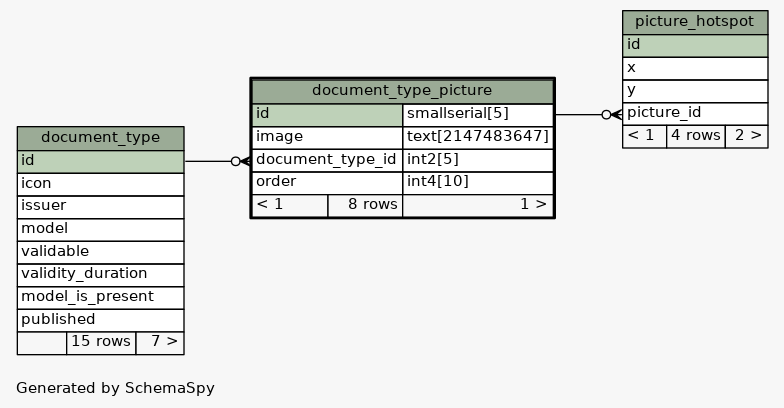 document_type
id
icon
issuer
model
validable
validity_duration
model_is_present
published
15 rows 7 >
document_type_picture
id smallserial[5]
image text[2147483647]
document_type_id int2[5]
order int4[10]
< 1 8 rows 1 >
picture_hotspot
id
x
y
picture_id
< 1 4 rows 2 >
Generated by SchemaSpy